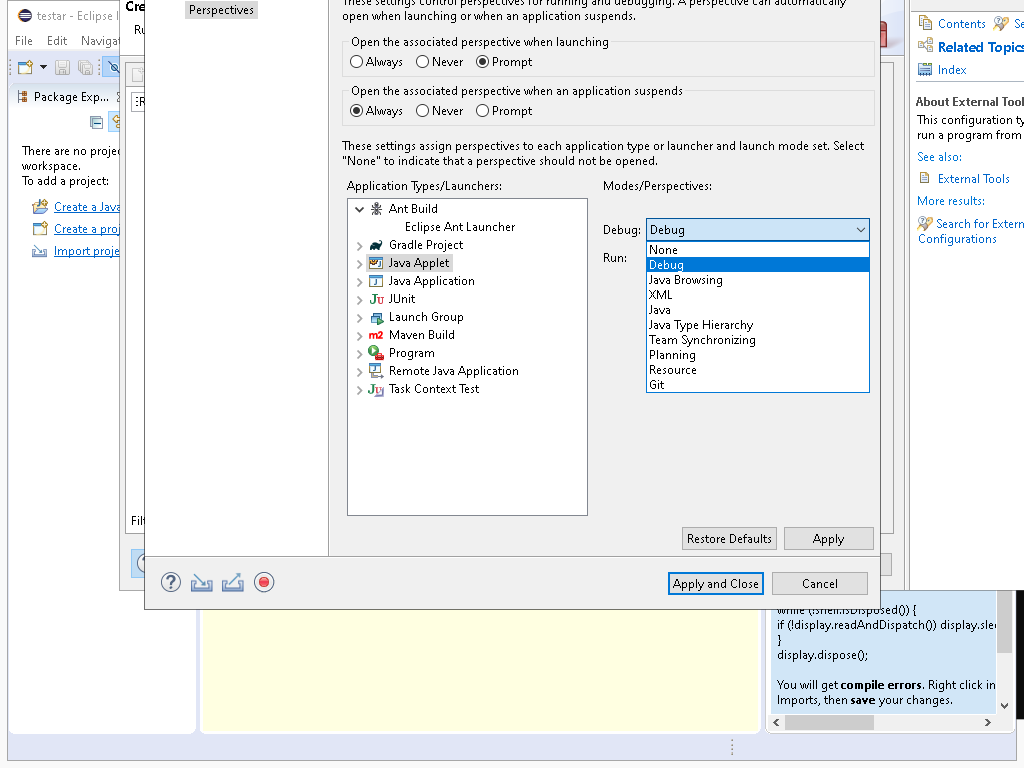 testar - Eclipse
File Edit
Package Exp...
There are no
workspace.
To add a project:
Create a Java
Create a
Import
Cre
Perspectives
These settings control perspectives for running and debugging. A perspective can automatically
open when launching or when an application suspends.
Open the associated perspective when launching
Always Never Prompt
Open the associated perspective when an application suspends
Always Never Prompt
These settings assign perspectives to each application type or launcher and launch mode set. Select
"None" to indicate that a perspective should not be opened.
Application Types/Launchers: Modes/Perspectives:
Ant Build
Eclipse Ant Launcher
Gradle Project
Java Applet
Java Application
JUnit
Launch Group
Maven Build
Program
Remote Java Application
Task Context Test
Debug: Debug
Run:
None
Debug
Java Browsing
XML
Java
Java Type Hierarchy
Team Synchronizing
Planning
Resource
Git
Restore Defaults Apply
Apply and Close Cancel
Contents Se
Related Topics
Index
About External Tool
This configuration ty
run a program from
See also:
External Tools
More results:
Search for Extern
Configurations
while (!shell.isDisposed()) {
if (!display.readAndDispatch()) display.slee
}
display.dispose();
You will get compile errors. Right click in
Imports, then save your changes.